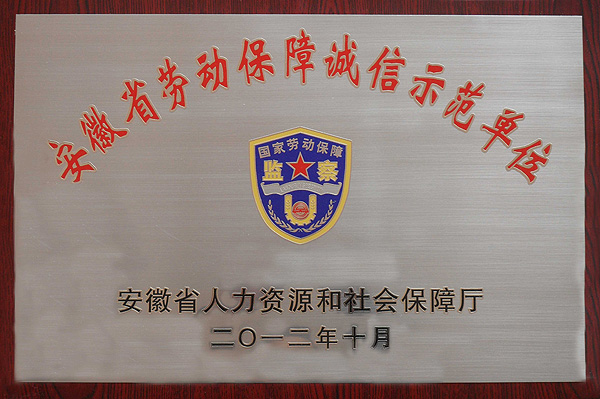 安徽省劳动保障诚信示范单位
国家劳动保障
监察
安徽省人力资源和社会保障厅
二〇一二年十月